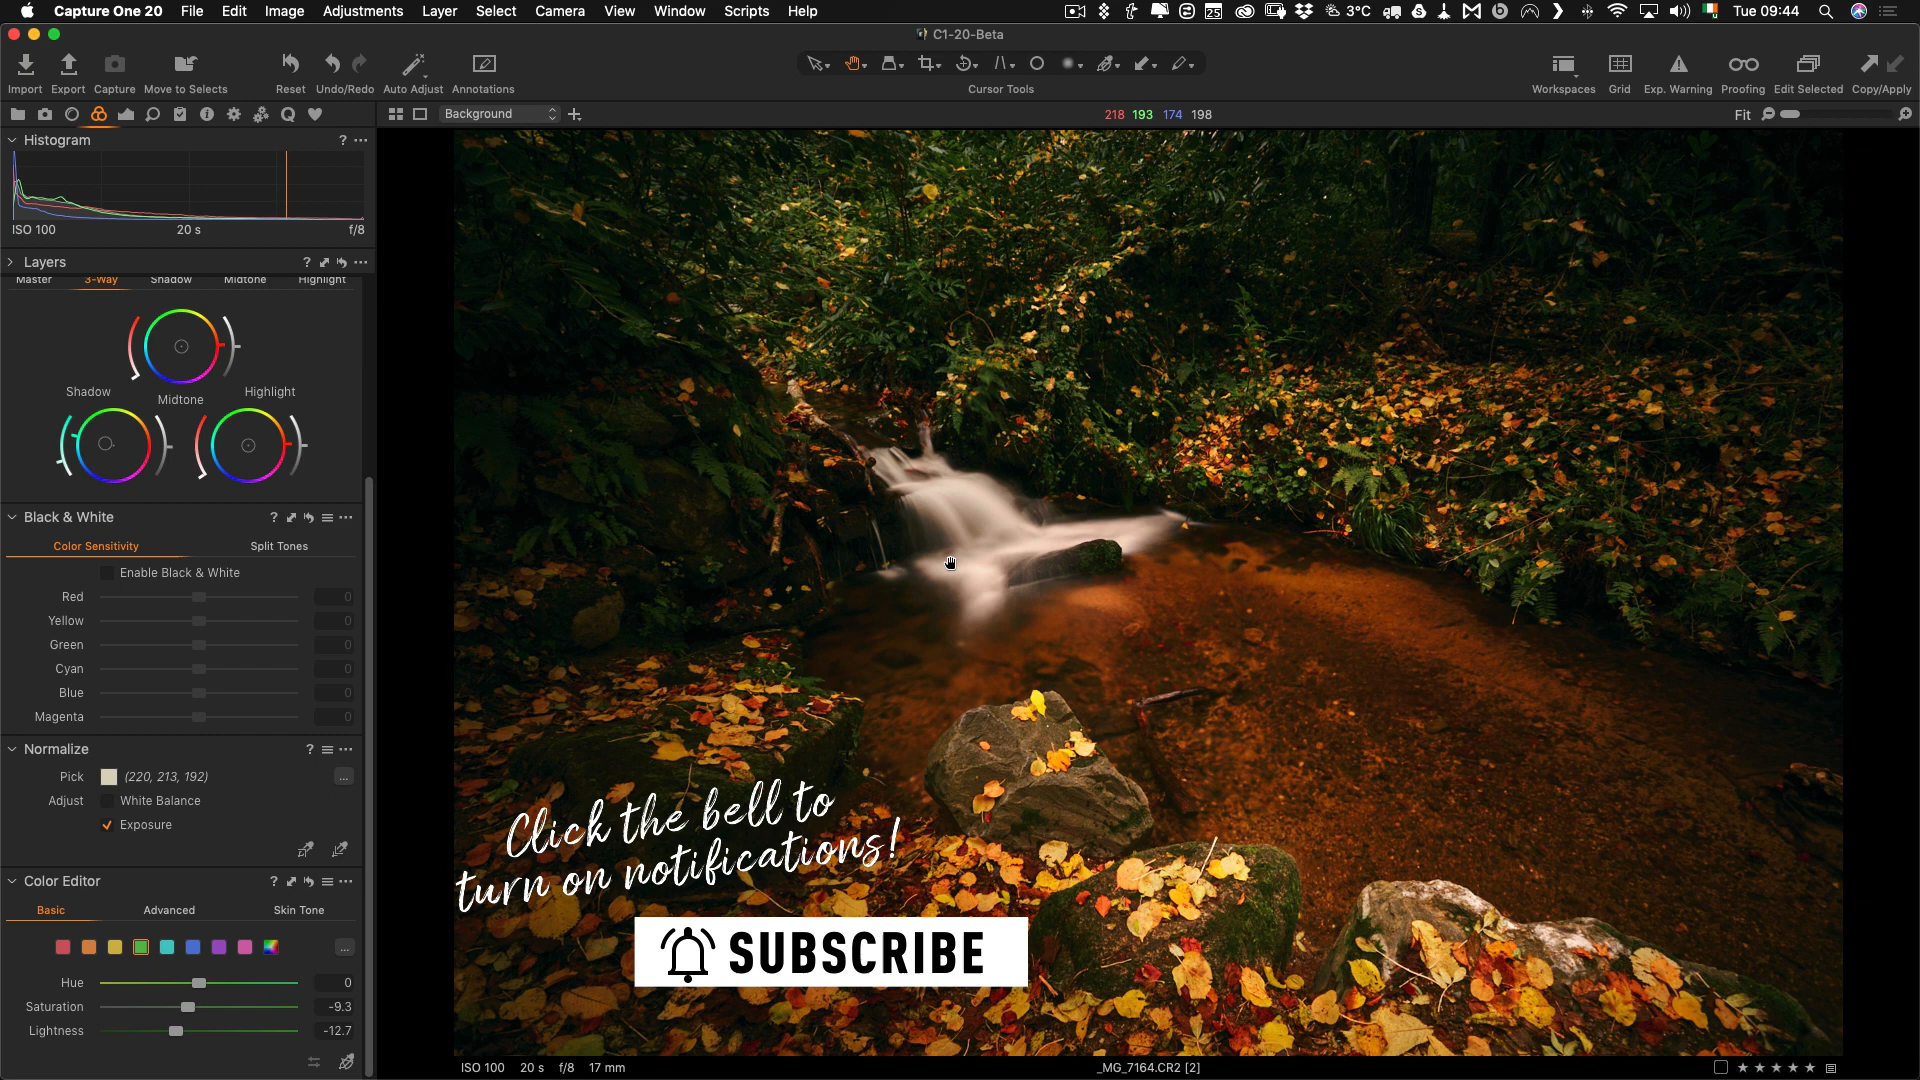 Capture One 20 File Edit Image Adjustments Layer Select Camera View Window Scripts Help 25 3°C Tue 09:44
C1-20-Beta
Import Export Capture Move to Selects Reset Undo/Redo Auto Adjust Annotations Cursor Tools Workspaces Grid Exp. Warning Proofing Edit Selected Copy/Apply
Background 218 193 174 198 Fit
Histogram ?
ISO 100 20 s f/8
Layers ?
Master 3-Way Shadow Midtone Highlight
Shadow Midtone Highlight
Black & White ?
Color Sensitivity Split Tones
Enable Black & White
Red 0
Yellow 0
Green 0
Cyan 0
Blue 0
Magenta 0
Normalize ?
Pick (220, 213, 192) ...
Adjust White Balance
Exposure
Color Editor ?
Basic Advanced Skin Tone
...
Hue 0
Saturation -9.3
Lightness -12.7
Click the bell to
turn on notifications!
SUBSCRIBE
ISO 100 20 s f/8 17 mm _MG_7164.CR2 [2]